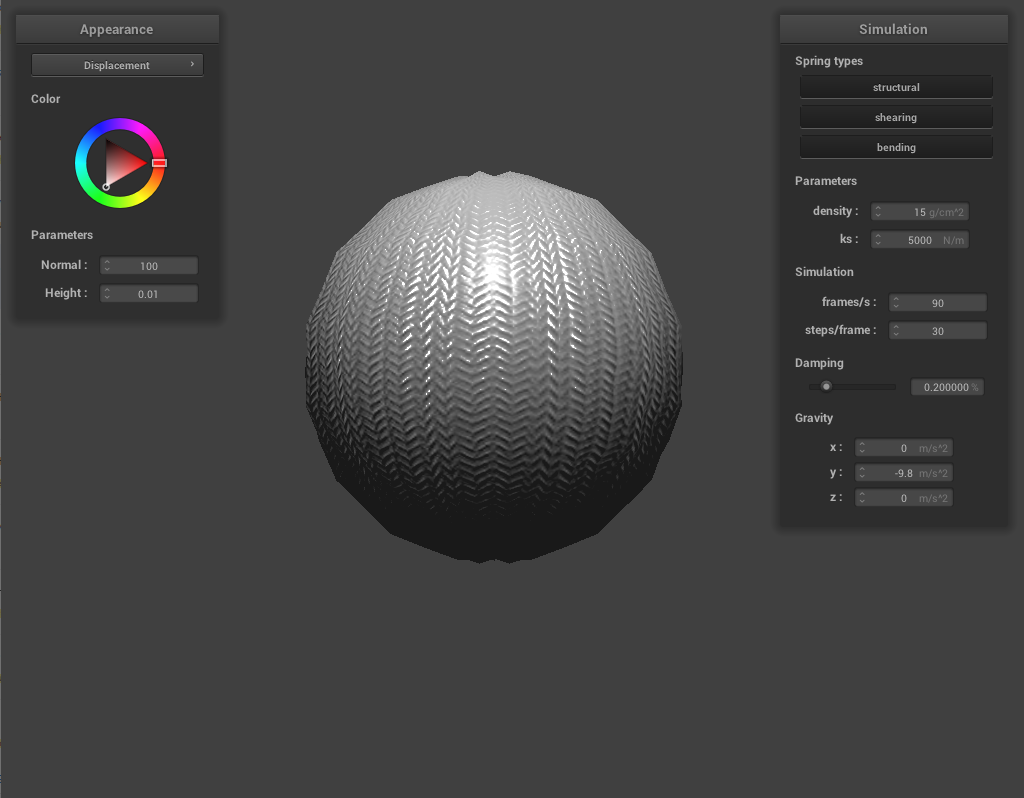 Appearance
Displacement
Color
Parameters
Normal : 100
Height : 0.01
Simulation
Spring types
structural
shearing
bending
Parameters
density : 15 g/cm^2
ks : 5000 N/m
Simulation
frames/s : 90
steps/frame : 30
Damping
0.200000 %
Gravity
x : 0 m/s^2
y : -9.8 m/s^2
z : 0 m/s^2